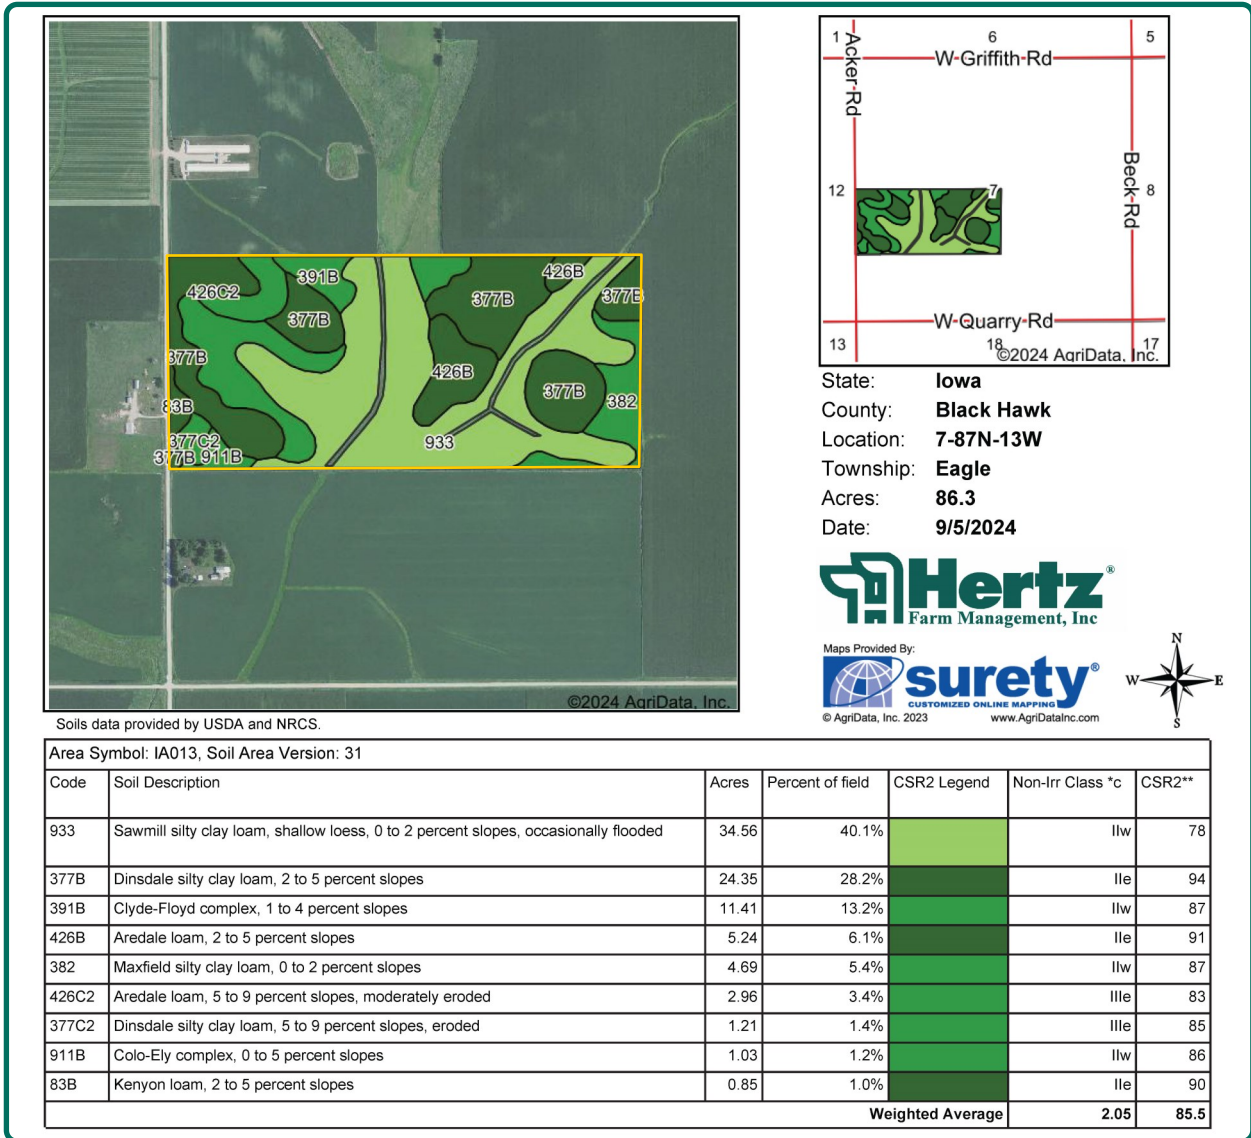 426C2
391B
377B
377B
426B
377B
377B
426B
377B
382
83B
377C2
377B 911B
933
©2024 AgriData, Inc.
Soils data provided by USDA and NRCS.
1 6 5
Acker-Rd
W-Griffith-Rd
12 7 8
Beck-Rd
W-Quarry-Rd
13 18 17
©2024 AgriData, Inc.
State: Iowa
County: Black Hawk
Location: 7-87N-13W
Township: Eagle
Acres: 86.3
Date: 9/5/2024
Hertz®
Farm Management, Inc
Maps Provided By:
surety®
CUSTOMIZED ONLINE MAPPING
© AgriData, Inc. 2023 www.AgriDataInc.com
N
W E
S
Area Symbol: IA013, Soil Area Version: 31
Code Soil Description Acres Percent of field CSR2 Legend Non-Irr Class *c CSR2**
933 Sawmill silty clay loam, shallow loess, 0 to 2 percent slopes, occasionally flooded 34.56 40.1% IIw 78
377B Dinsdale silty clay loam, 2 to 5 percent slopes 24.35 28.2% IIe 94
391B Clyde-Floyd complex, 1 to 4 percent slopes 11.41 13.2% IIw 87
426B Aredale loam, 2 to 5 percent slopes 5.24 6.1% IIe 91
382 Maxfield silty clay loam, 0 to 2 percent slopes 4.69 5.4% IIw 87
426C2 Aredale loam, 5 to 9 percent slopes, moderately eroded 2.96 3.4% IIIe 83
377C2 Dinsdale silty clay loam, 5 to 9 percent slopes, eroded 1.21 1.4% IIIe 85
911B Colo-Ely complex, 0 to 5 percent slopes 1.03 1.2% IIw 86
83B Kenyon loam, 2 to 5 percent slopes 0.85 1.0% IIe 90
Weighted Average 2.05 85.5